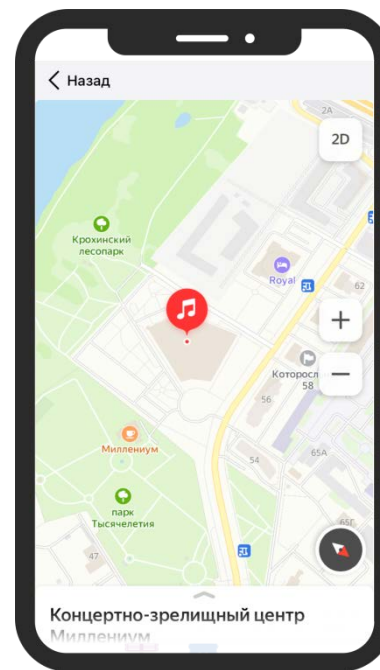 Назад
2А
2D
Крохинский
лесопарк
Royal
62
Которосл
58
56
Миллениум
54
65А
парк
Тысячелетия
65Г
47
Концертно-зрелищный центр
Миллениум